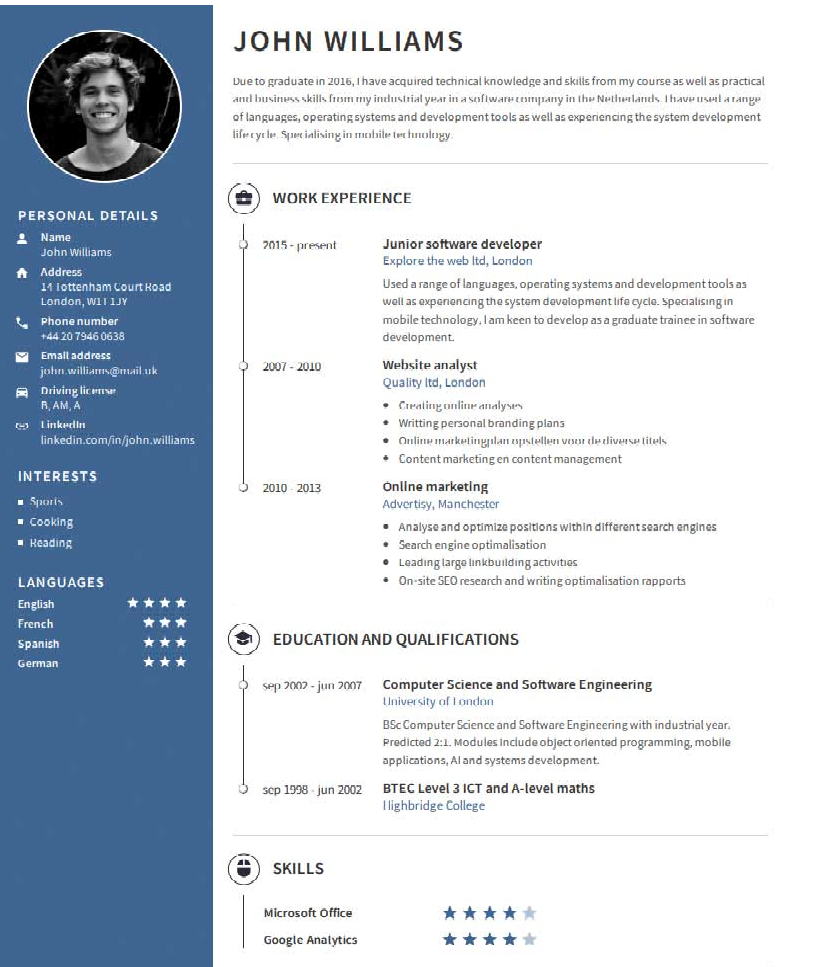 JOHN WILLIAMS
Due to graduate in 2016, I have acquired technical knowledge and skills from my course as well as practical
and business skills from my industrial year in a software company in the Netherlands. I have used a range
of languages, operating systems and development tools as well as experiencing the system development
life cycle. Specialising in mobile technology.
PERSONAL DETAILS
Name
John Williams
Address
14 Tottenham Court Road
London, W1T 1JY
Phone number
+44 20 7946 0638
Email address
john.williams@mail.uk
Driving license
B, AM, A
LinkedIn
linkedin.com/in/john.williams
INTERESTS
Sports
Cooking
Reading
LANGUAGES
English
French
Spanish
German
WORK EXPERIENCE
2015 - present
Junior software developer
Explore the web ltd, London
Used a range of languages, operating systems and development tools as
well as experiencing the system development life cycle. Specialising in
mobile technology, I am keen to develop as a graduate trainee in software
development.
2007 - 2010
Website analyst
Quality ltd, London
Creating online analyses
Writting personal branding plans
Online marketingplan opstellen voor de diverse titels
Content marketing en content management
2010 - 2013
Online marketing
Advertisy, Manchester
Analyse and optimize positions within different search engines
Search engine optimalisation
Leading large linkbuilding activities
On-site SEO research and writing optimalisation rapports
EDUCATION AND QUALIFICATIONS
sep 2002 - jun 2007
Computer Science and Software Engineering
University of London
BSc Computer Science and Software Engineering with industrial year.
Predicted 2:1. Modules include object oriented programming, mobile
applications, AI and systems development.
sep 1998 - jun 2002
BTEC Level 3 ICT and A-level maths
Highbridge College
SKILLS
Microsoft Office
Google Analytics